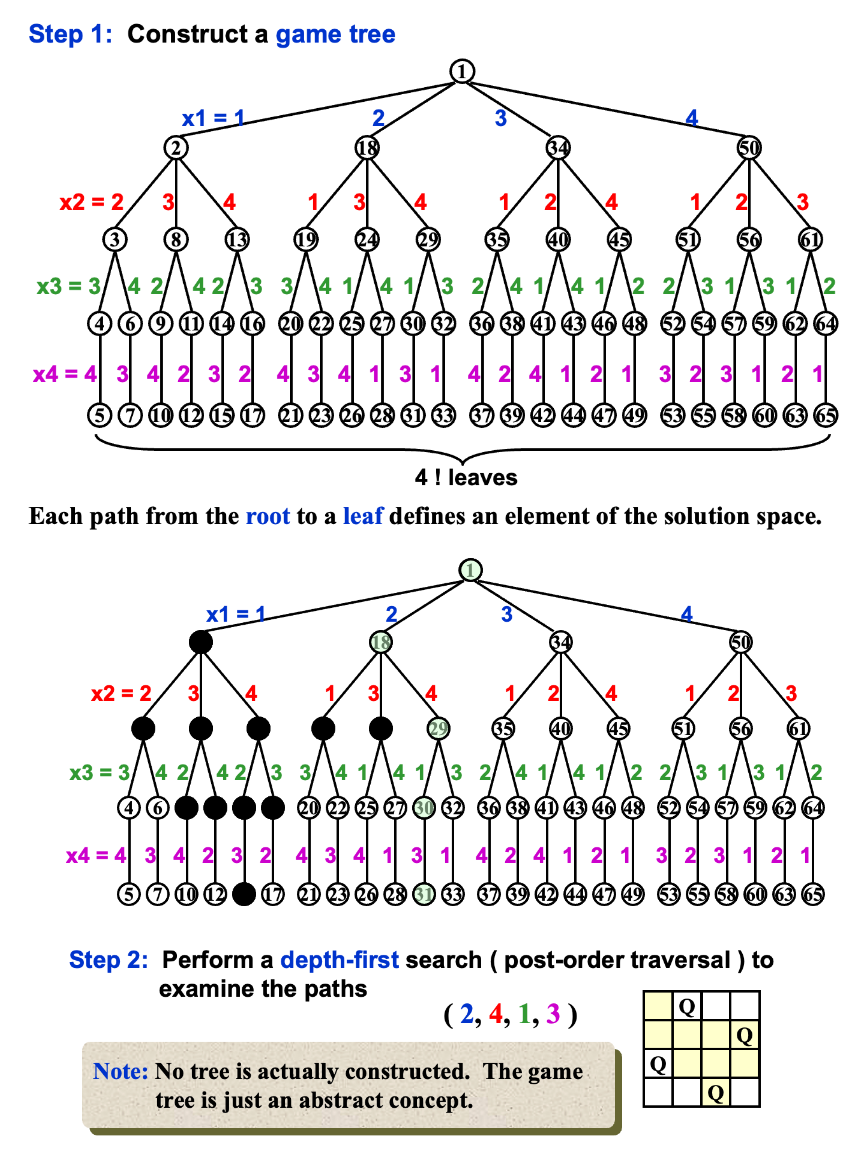 Step 1: Construct a game tree
1
x1 = 1 2 3 4
2 18 34 50
x2 = 2 3 4 1 3 4 1 2 4 1 2 3
3 8 13 19 24 29 35 40 45 51 56 61
x3 = 3 4 2 4 2 3 3 4 1 4 1 3 2 4 1 4 1 2 2 3 1 3 1 2
4 6 9 11 14 16 20 22 25 27 30 32 36 38 41 43 46 48 52 54 57 59 62 64
x4 = 4 3 4 2 3 2 4 3 4 1 3 1 4 2 4 1 2 1 3 2 3 1 2 1
5 7 10 12 15 17 21 23 26 28 31 33 37 39 42 44 47 49 53 55 58 60 63 65
4 ! leaves
Each path from the root to a leaf defines an element of the solution space.
1
x1 = 1 2 3 4
18 34 50
x2 = 2 3 4 1 3 4 1 2 4 1 2 3
29 35 40 45 51 56 61
x3 = 3 4 2 4 2 3 3 4 1 4 1 3 2 4 1 4 1 2 2 3 1 3 1 2
4 6 20 22 25 27 30 32 36 38 41 43 46 48 52 54 57 59 62 64
x4 = 4 3 4 2 3 2 4 3 4 1 3 1 4 2 4 1 2 1 3 2 3 1 2 1
5 7 10 12 17 21 23 26 28 31 33 37 39 42 44 47 49 53 55 58 60 63 65
Step 2: Perform a depth-first search ( post-order traversal ) to
examine the paths
( 2, 4, 1, 3 )
Q
Q
Q
Q
Note: No tree is actually constructed. The game
tree is just an abstract concept.